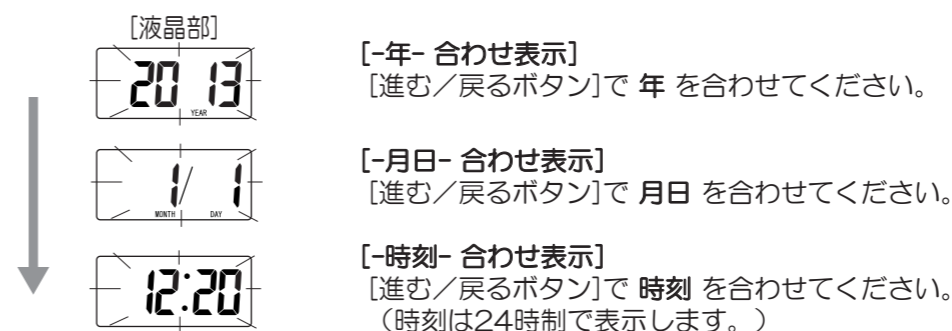 [液晶部]
20 13
YEAR
[-年- 合わせ表示]
[進む／戻るボタン]で 年 を合わせてください。
1/ 1
MONTH DAY
[-月日- 合わせ表示]
[進む／戻るボタン]で 月日 を合わせてください。
12:20
[-時刻- 合わせ表示]
[進む／戻るボタン]で 時刻 を合わせてください。
（時刻は24時制で表示します。）